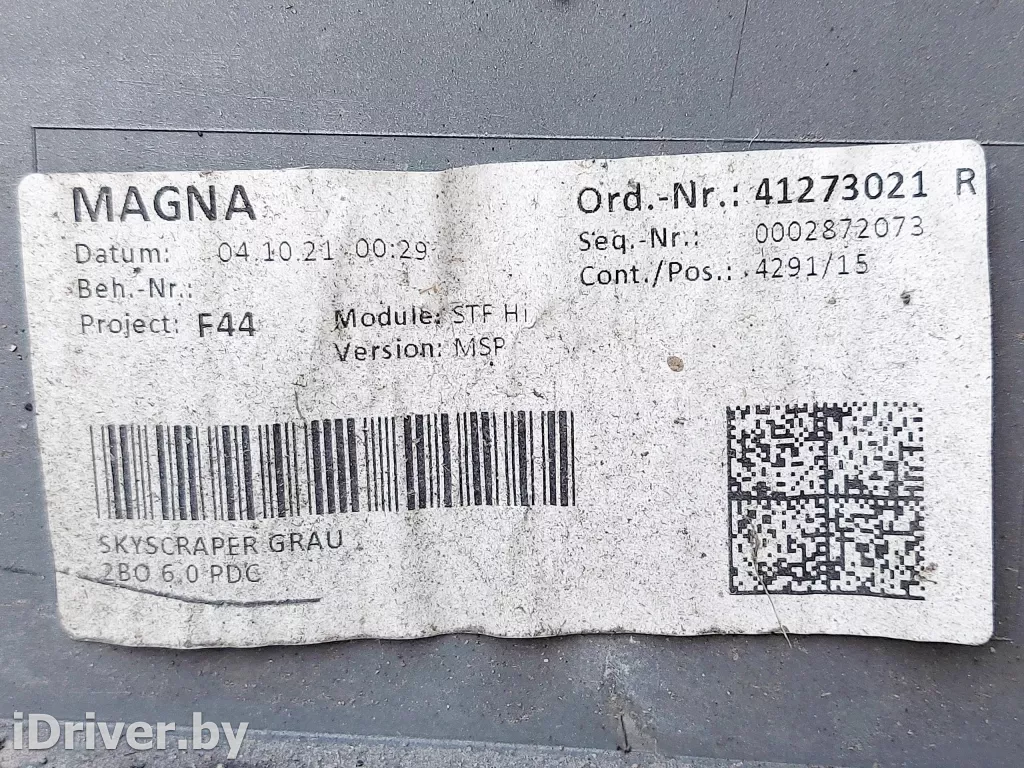 MAGNA
Ord.-Nr.: 41273021 R
Datum: 04.10.21 00:29
Seq.-Nr.: 0002872073
Beh.-Nr.:
Cont./Pos.: 4291/15
Project: F44
Module: STF Hi
Version: MSP
SKYSCRAPER GRAU
2BO 6.0 PDC
iDriver.by